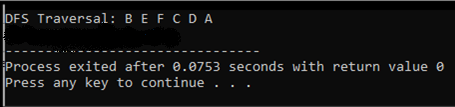 DFS Traversal: B E F C D A
--------------------------------
Process exited after 0.0753 seconds with return value 0
Press any key to continue . . .